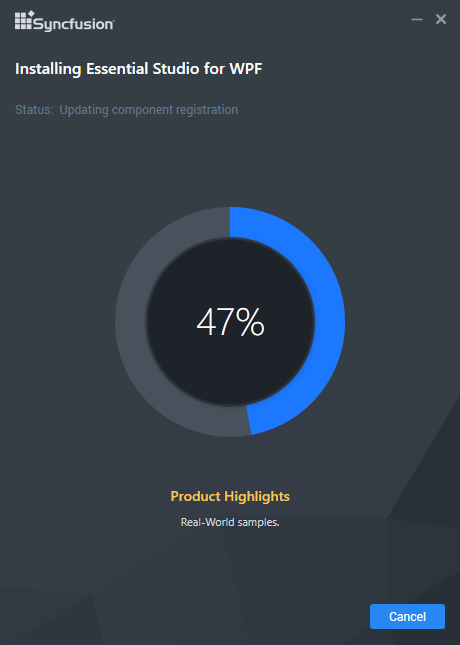 Syncfusion
Installing Essential Studio for WPF
Status: Updating component registration
47%
Product Highlights
Real-World samples.
Cancel